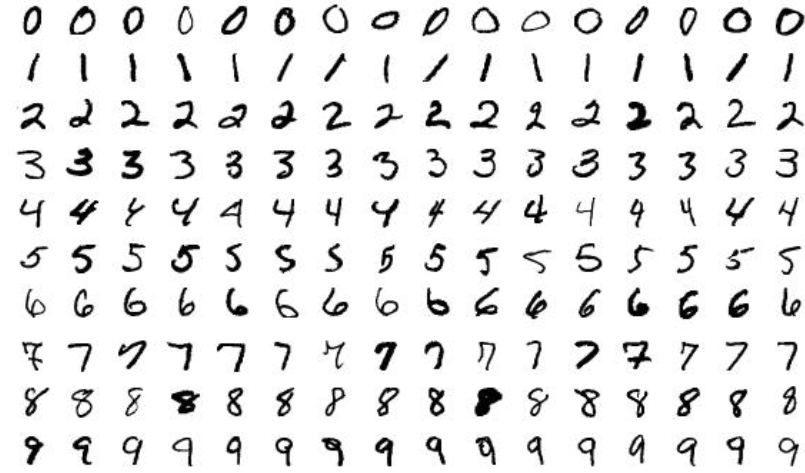 0 0 0 0 0 0 0 0 0 0 0 0 0 0 0 0
1 1 1 1 1 1 1 1 1 1 1 1 1 1 1 1
2 2 2 2 2 2 2 2 2 2 2 2 2 2 2 2
3 3 3 3 3 3 3 3 3 3 3 3 3 3 3 3
4 4 4 4 4 4 4 4 4 4 4 4 4 4 4 4
5 5 5 5 5 5 5 5 5 5 5 5 5 5 5 5
6 6 6 6 6 6 6 6 6 6 6 6 6 6 6 6
7 7 7 7 7 7 7 7 7 7 7 7 7 7 7 7
8 8 8 8 8 8 8 8 8 8 8 8 8 8 8 8
9 9 9 9 9 9 9 9 9 9 9 9 9 9 9 9